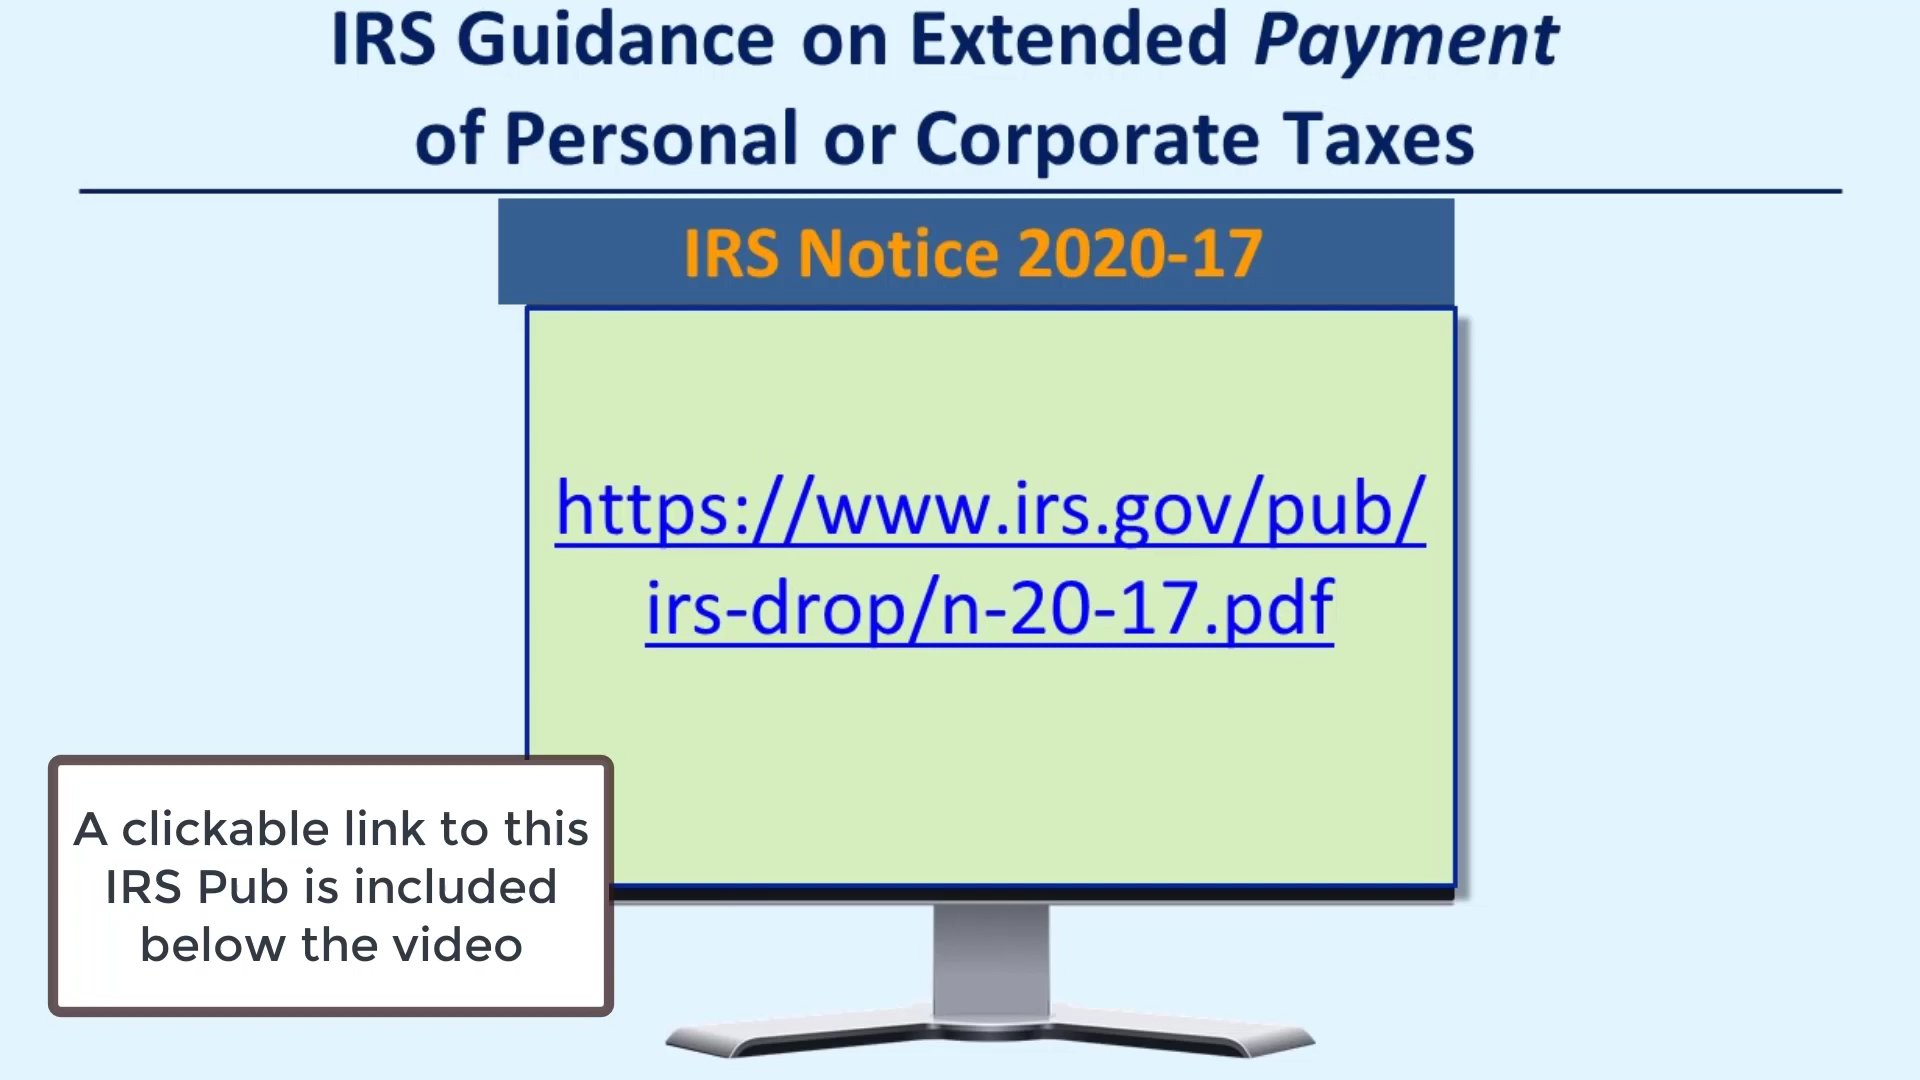 IRS Guidance on Extended Payment
of Personal or Corporate Taxes
IRS Notice 2020-17
https://www.irs.gov/pub/
irs-drop/n-20-17.pdf
A clickable link to this
IRS Pub is included
below the video